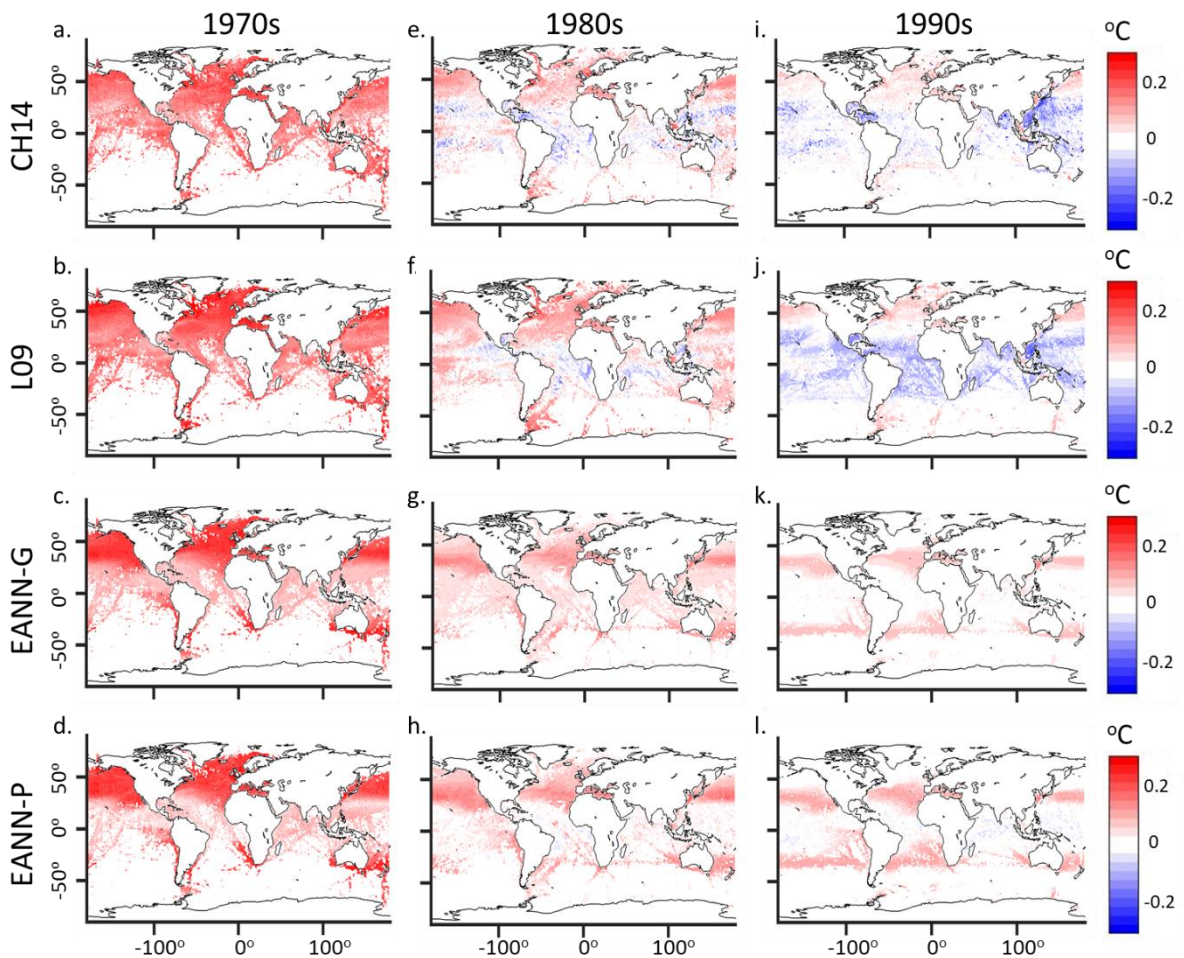 1970s 1980s 1990s
a. e. i. °C
CH14
50° 0.2
0° 0
-50° -0.2
b. f. j. °C
L09
50° 0.2
0° 0
-50° -0.2
c. g. k. °C
EANN-G
50° 0.2
0° 0
-50° -0.2
d. h. l. °C
EANN-P
50° 0.2
0° 0
-50° -0.2
-100° 0° 100° -100° 0° 100° -100° 0° 100°